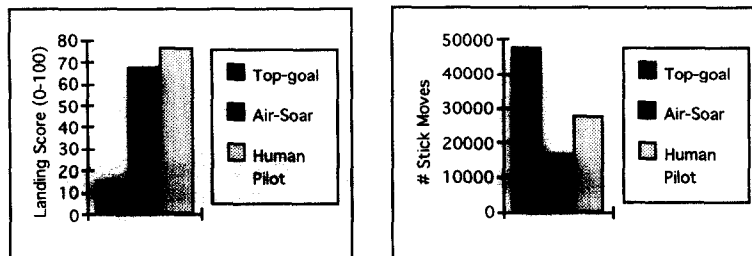 Landing Score (0-100)
80
70
60
50
40
30
20
10
0
Top-goal
Air-Soar
Human
Pilot
# Stick Moves
50000
40000
30000
20000
10000
0
Top-goal
Air-Soar
Human
Pilot